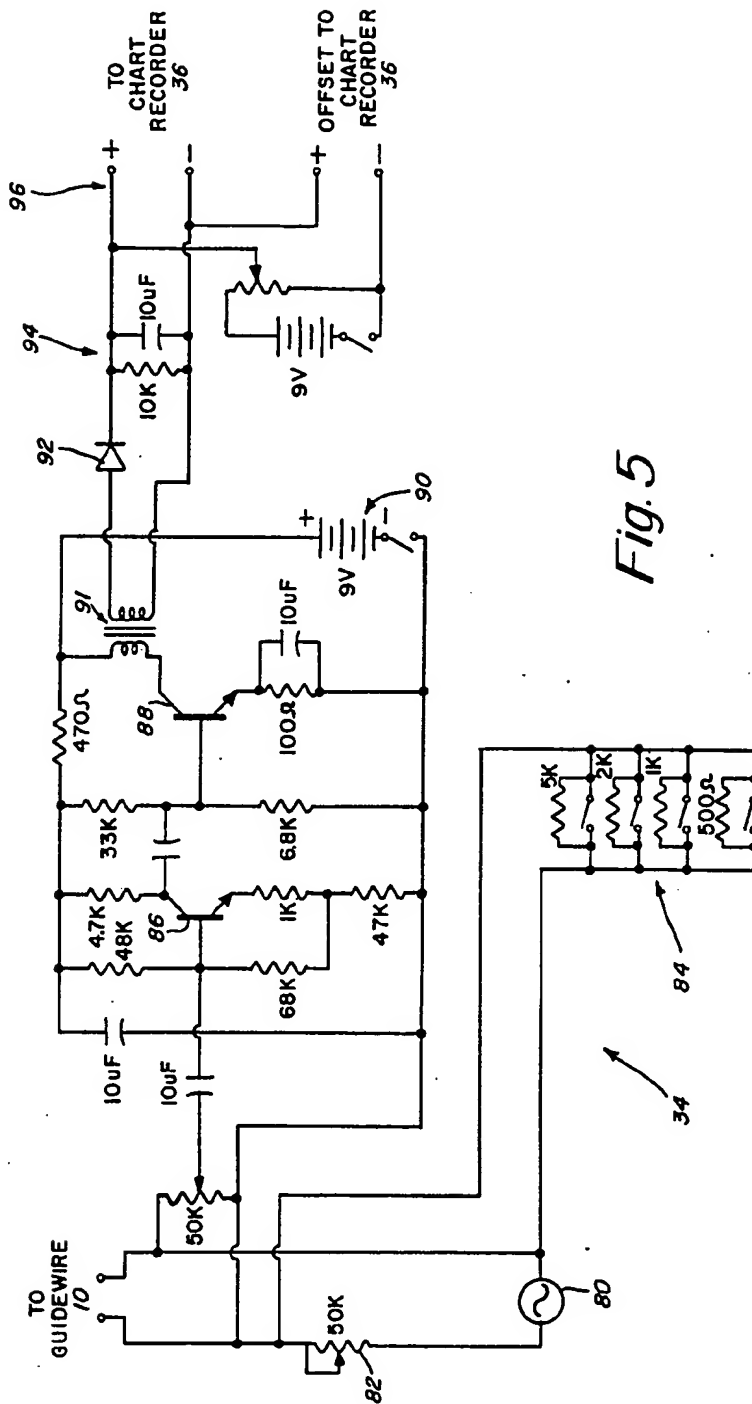 TO
GUIDEWIRE
10
50K
82
80
50K
10uF
10uF
48K
4.7K
86
68K
1K
47K
33K
6.8K
470Ω
88
100Ω
10uF
91
9V
+
-
90
92
94
10K
10uF
9V
96
+
TO
CHART
RECORDER
36
-
+
OFFSET TO
CHART
RECORDER
36
-
5K
2K
1K
500Ω
84
34
Fig. 5